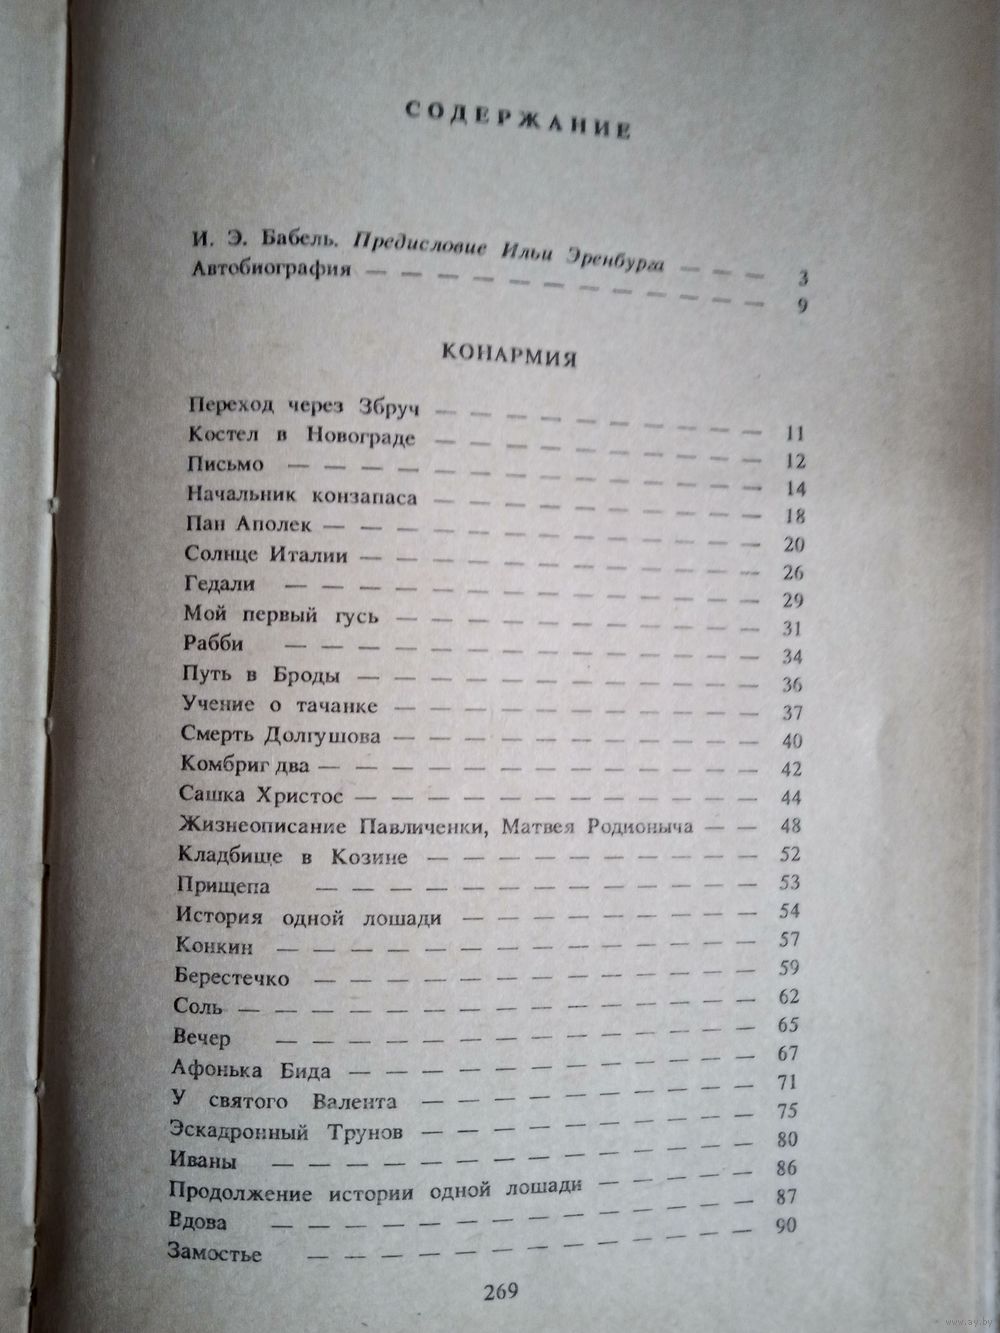 СОДЕРЖАНИЕ
И. Э. Бабель. Предисловие Ильи Эренбурга — — — 3
Автобиография — — — — — — — — — — — 9
КОНАРМИЯ
Переход через Збруч — — — — — — — — — 11
Костел в Новограде — — — — — — — — — 12
Письмо — — — — — — — — — — — — — 14
Начальник конзапаса — — — — — — — — — 18
Пан Аполек — — — — — — — — — — — — 20
Солнце Италии — — — — — — — — — — — 26
Гедали — — — — — — — — — — — — — 29
Мой первый гусь — — — — — — — — — — 31
Рабби — — — — — — — — — — — — — 34
Путь в Броды — — — — — — — — — — — 36
Учение о тачанке — — — — — — — — — — 37
Смерть Долгушова — — — — — — — — — — 40
Комбриг два — — — — — — — — — — — — 42
Сашка Христос — — — — — — — — — — — 44
Жизнеописание Павличенки, Матвея Родионыча — — 48
Кладбище в Козине — — — — — — — — — 52
Прищепа — — — — — — — — — — — — 53
История одной лошади — — — — — — — — 54
Конкин — — — — — — — — — — — — — 57
Берестечко — — — — — — — — — — — — 59
Соль — — — — — — — — — — — — — — 62
Вечер — — — — — — — — — — — — — 65
Афонька Бида — — — — — — — — — — — 67
У святого Валента — — — — — — — — — 71
Эскадронный Трунов — — — — — — — — — 75
Иваны — — — — — — — — — — — — — 80
Продолжение истории одной лошади — — — — 86
Вдова — — — — — — — — — — — — — 87
Замостье — — — — — — — — — — — — 90
269
www.ay.by